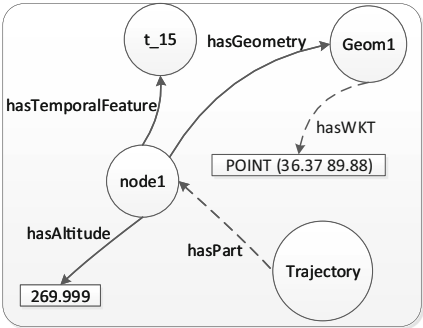 t_15
hasGeometry
Geom1
hasTemporalFeature
hasWKT
POINT (36.37 89.88)
node1
hasAltitude
hasPart
Trajectory
269.999